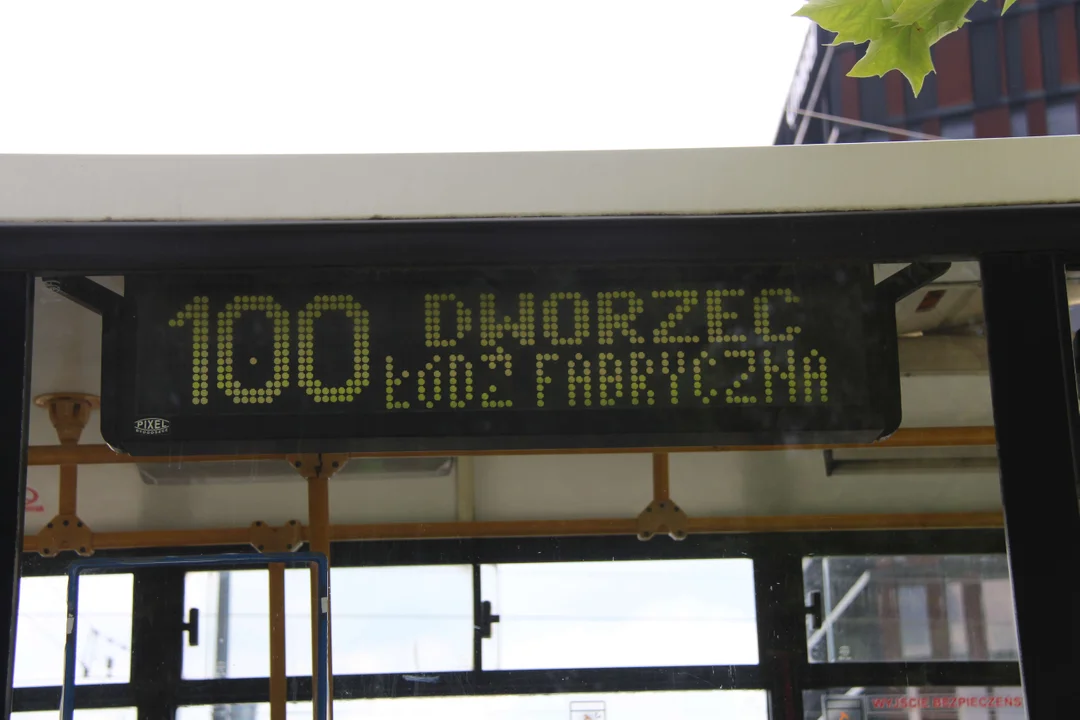 100
DWORZEC
ŁÓDŹ FABRYCZNA
PIXEL
WYJŚCIE BEZPIECZEŃS